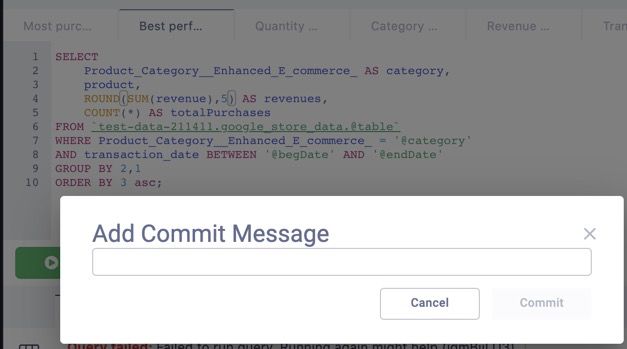 Most purc... Best perf... Quantity ... Category ... Revenue ... Tran
1 SELECT
2 Product_Category__Enhanced_E_commerce_ AS category,
3 product,
4 ROUND(SUM(revenue),5) AS revenues,
5 COUNT(*) AS totalPurchases
6 FROM `test-data-211411.google_store_data.@table`
7 WHERE Product_Category__Enhanced_E_commerce_ = '@category'
8 AND transaction_date BETWEEN '@begDate' AND '@endDate'
9 GROUP BY 2,1
10 ORDER BY 3 asc;
Add Commit Message
Cancel Commit
Query failed: Failed to run query. Running again might help